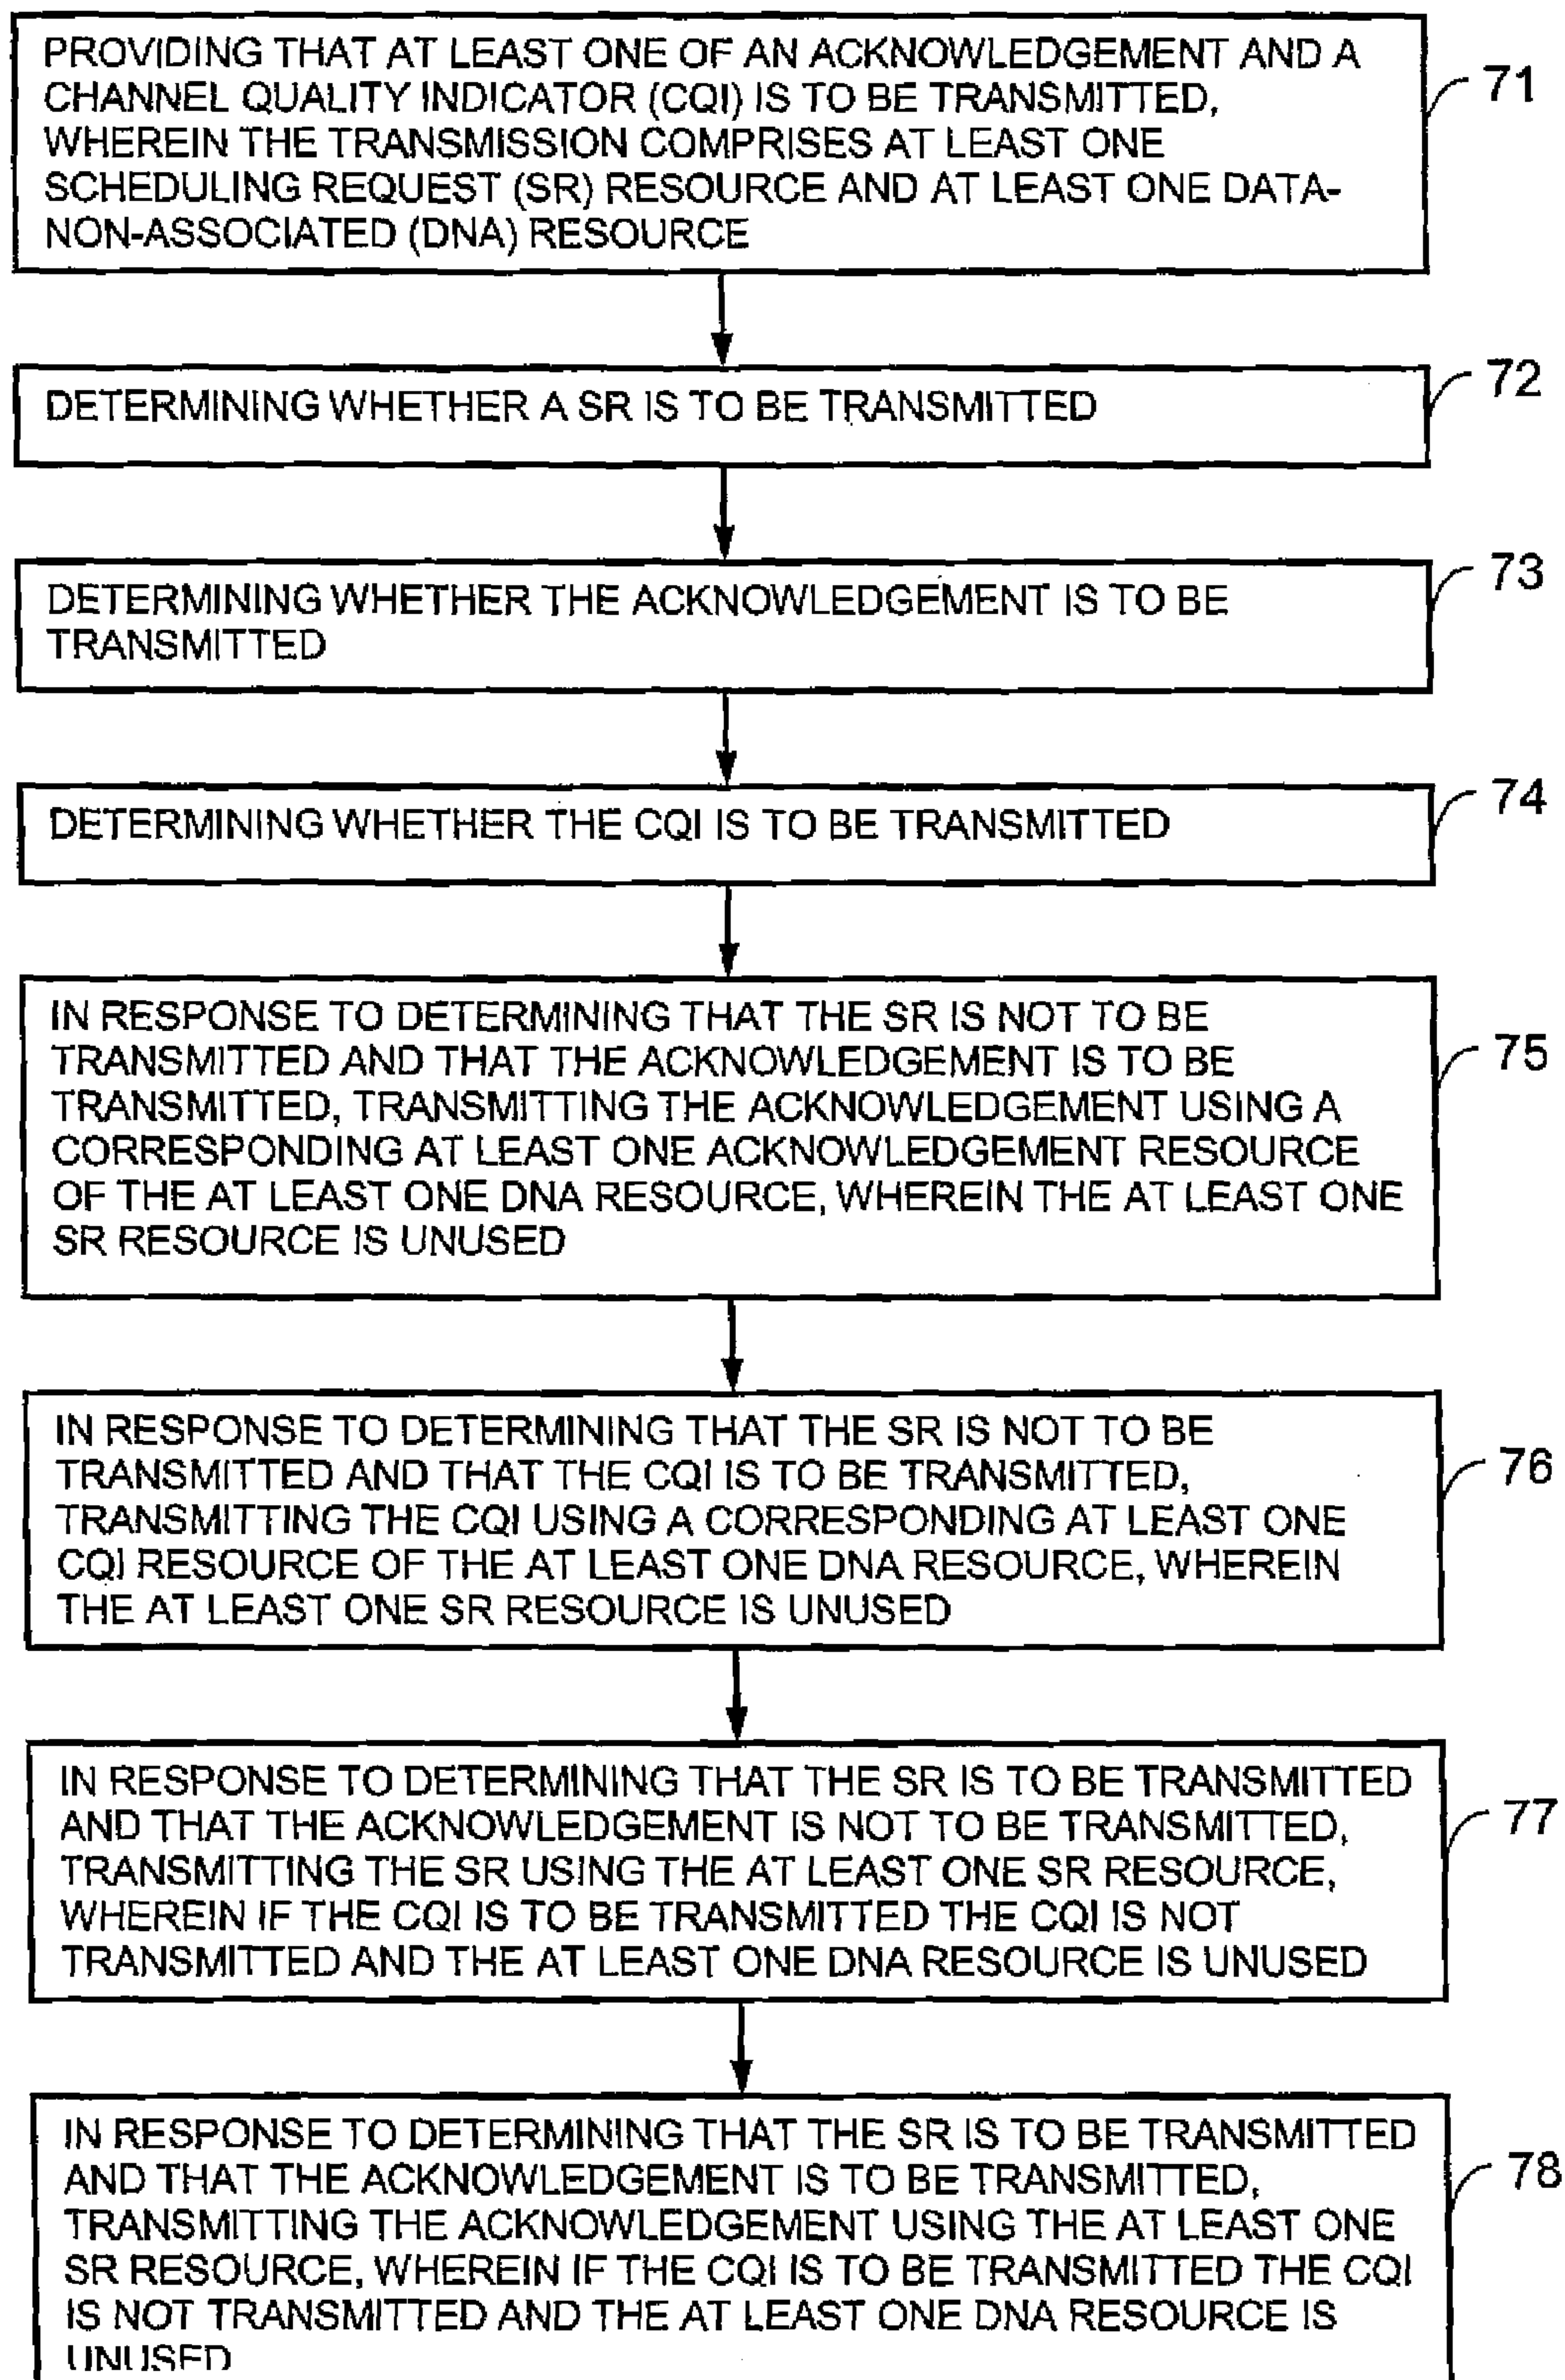 PROVIDING THAT AT LEAST ONE OF AN ACKNOWLEDGEMENT AND A
CHANNEL QUALITY INDICATOR (CQI) IS TO BE TRANSMITTED,
WHEREIN THE TRANSMISSION COMPRISES AT LEAST ONE
SCHEDULING REQUEST (SR) RESOURCE AND AT LEAST ONE DATA-
NON-ASSOCIATED (DNA) RESOURCE
71
DETERMINING WHETHER A SR IS TO BE TRANSMITTED
72
DETERMINING WHETHER THE ACKNOWLEDGEMENT IS TO BE
TRANSMITTED
73
DETERMINING WHETHER THE CQI IS TO BE TRANSMITTED
74
IN RESPONSE TO DETERMINING THAT THE SR IS NOT TO BE
TRANSMITTED AND THAT THE ACKNOWLEDGEMENT IS TO BE
TRANSMITTED, TRANSMITTING THE ACKNOWLEDGEMENT USING A
CORRESPONDING AT LEAST ONE ACKNOWLEDGEMENT RESOURCE
OF THE AT LEAST ONE DNA RESOURCE, WHEREIN THE AT LEAST ONE
SR RESOURCE IS UNUSED
75
IN RESPONSE TO DETERMINING THAT THE SR IS NOT TO BE
TRANSMITTED AND THAT THE CQI IS TO BE TRANSMITTED,
TRANSMITTING THE CQI USING A CORRESPONDING AT LEAST ONE
CQI RESOURCE OF THE AT LEAST ONE DNA RESOURCE, WHEREIN
THE AT LEAST ONE SR RESOURCE IS UNUSED
76
IN RESPONSE TO DETERMINING THAT THE SR IS TO BE TRANSMITTED
AND THAT THE ACKNOWLEDGEMENT IS NOT TO BE TRANSMITTED,
TRANSMITTING THE SR USING THE AT LEAST ONE SR RESOURCE,
WHEREIN IF THE CQI IS TO BE TRANSMITTED THE CQI IS NOT
TRANSMITTED AND THE AT LEAST ONE DNA RESOURCE IS UNUSED
77
IN RESPONSE TO DETERMINING THAT THE SR IS TO BE TRANSMITTED
AND THAT THE ACKNOWLEDGEMENT IS TO BE TRANSMITTED,
TRANSMITTING THE ACKNOWLEDGEMENT USING THE AT LEAST ONE
SR RESOURCE, WHEREIN IF THE CQI IS TO BE TRANSMITTED THE CQI
IS NOT TRANSMITTED AND THE AT LEAST ONE DNA RESOURCE IS
UNUSED
78